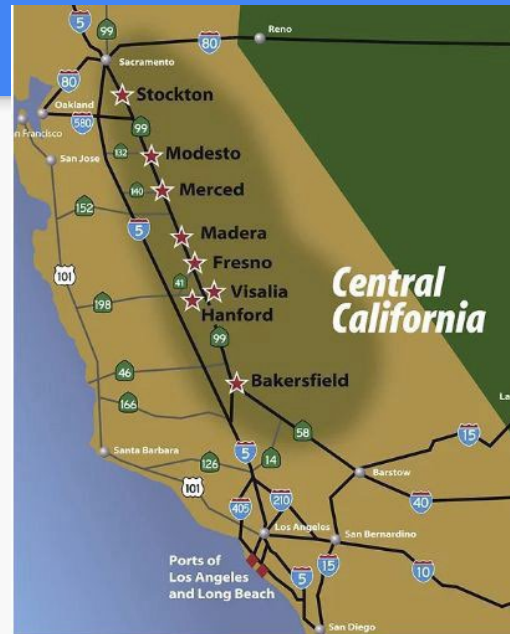 5
99
80
Reno
Sacramento
80
Stockton
Oakland
99
n Francisco
580
132
Modesto
San Jose
140
Merced
152
5
Madera
101
Fresno
41
Visalia
198
Hanford
Central
California
99
46
Bakersfield
166
58
15
La
Santa Barbara
126
5
14
Barstow
101
405
210
40
Los Angeles
San Bernardino
Ports of
Los Angeles
and Long Beach
5
15
10
San Diego